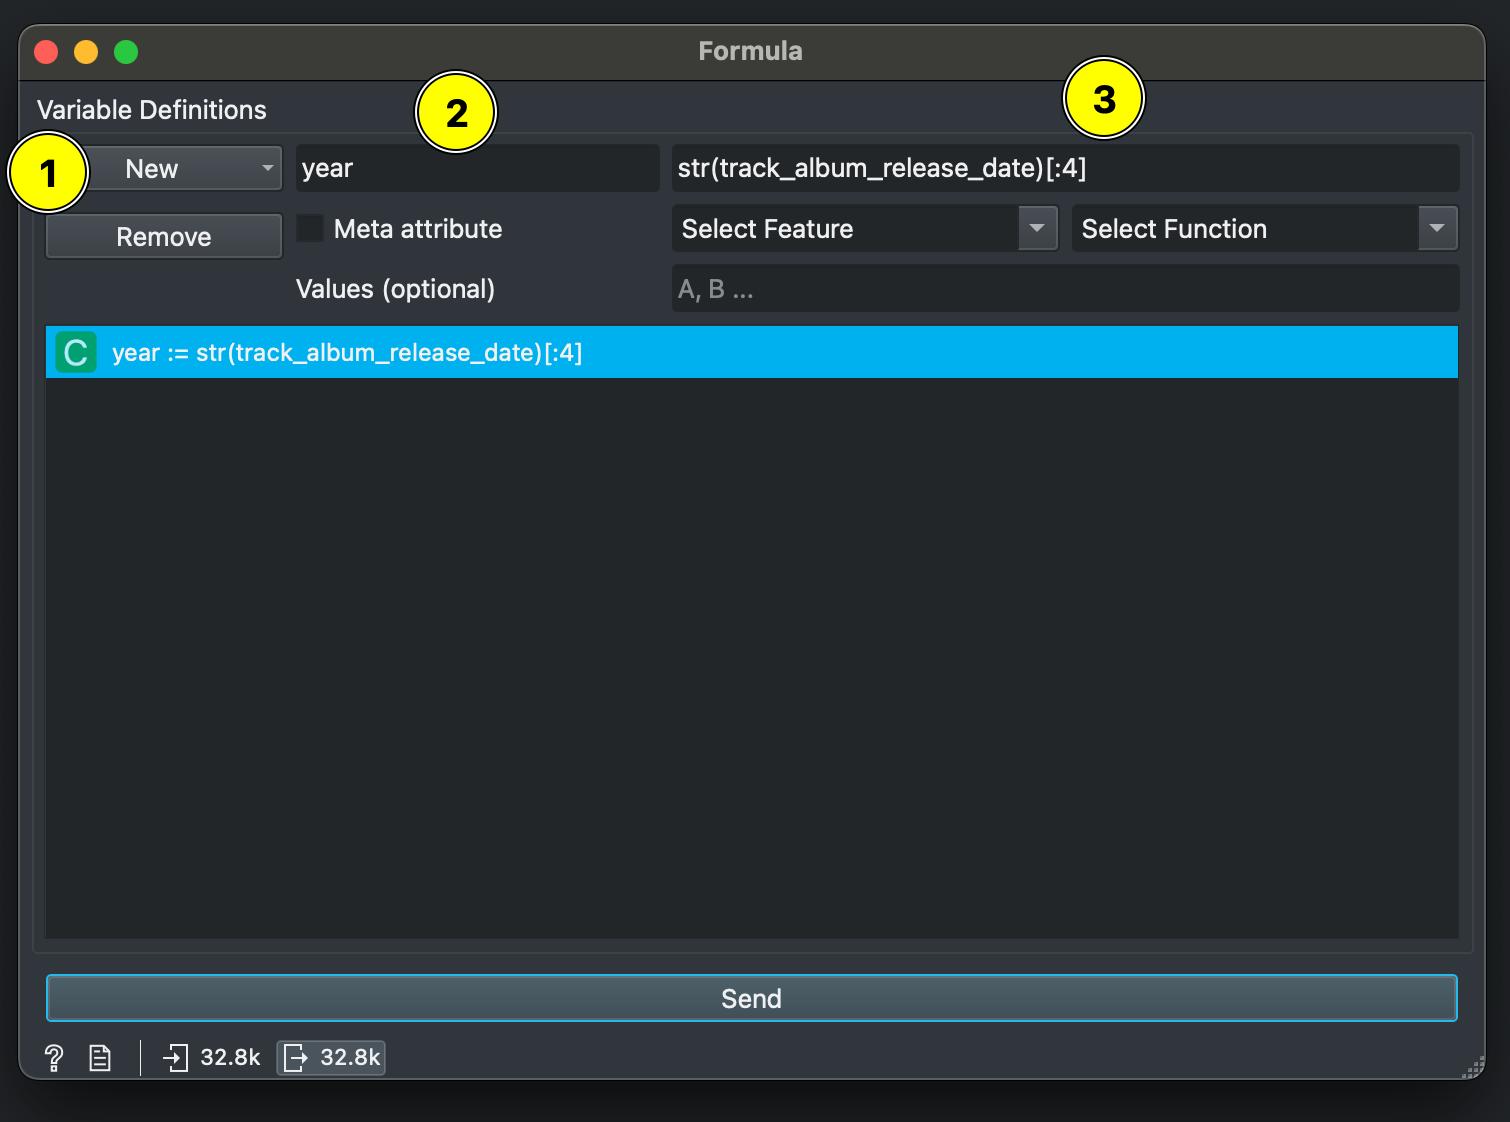 Formula
Variable Definitions
2
3
1
New
year
str(track_album_release_date)[:4]
Remove
Meta attribute
Select Feature
Select Function
Values (optional)
A, B ...
C year := str(track_album_release_date)[:4]
Send
? 32.8k 32.8k